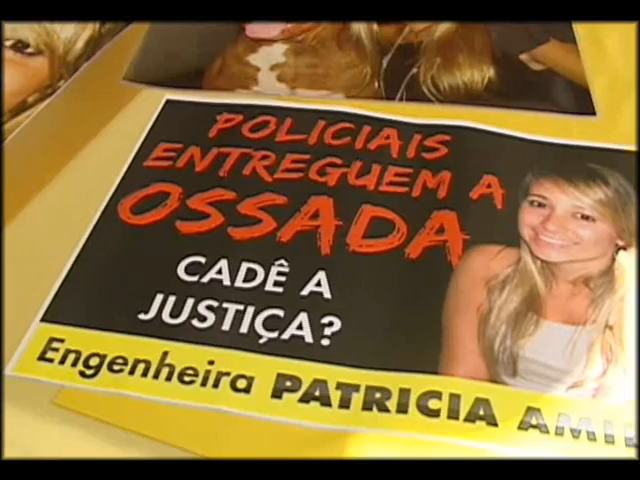 POLICIAIS
ENTREGUEM A
OSSADA
CADÊ A
JUSTIÇA?
Engenheira PATRICIA